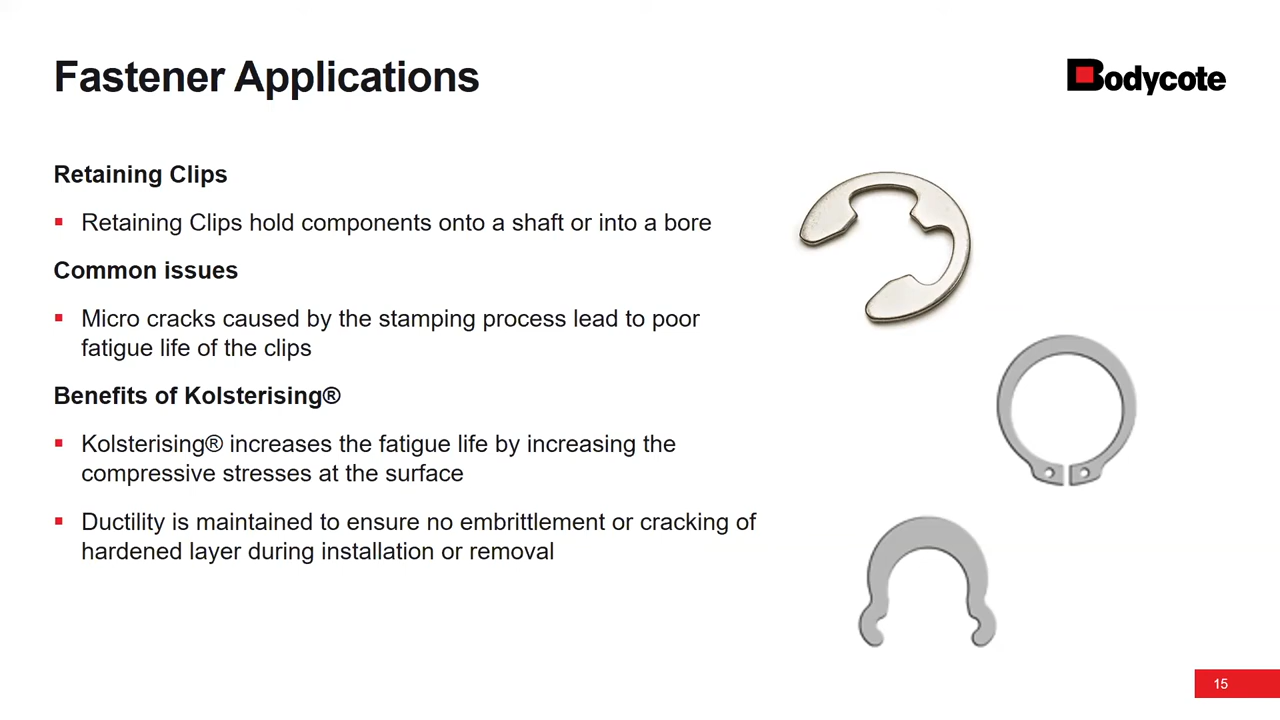 Fastener Applications
Bodycote
Retaining Clips
▪ Retaining Clips hold components onto a shaft or into a bore
Common issues
▪ Micro cracks caused by the stamping process lead to poor
fatigue life of the clips
Benefits of Kolsterising®
▪ Kolsterising® increases the fatigue life by increasing the
compressive stresses at the surface
▪ Ductility is maintained to ensure no embrittlement or cracking of
hardened layer during installation or removal
15